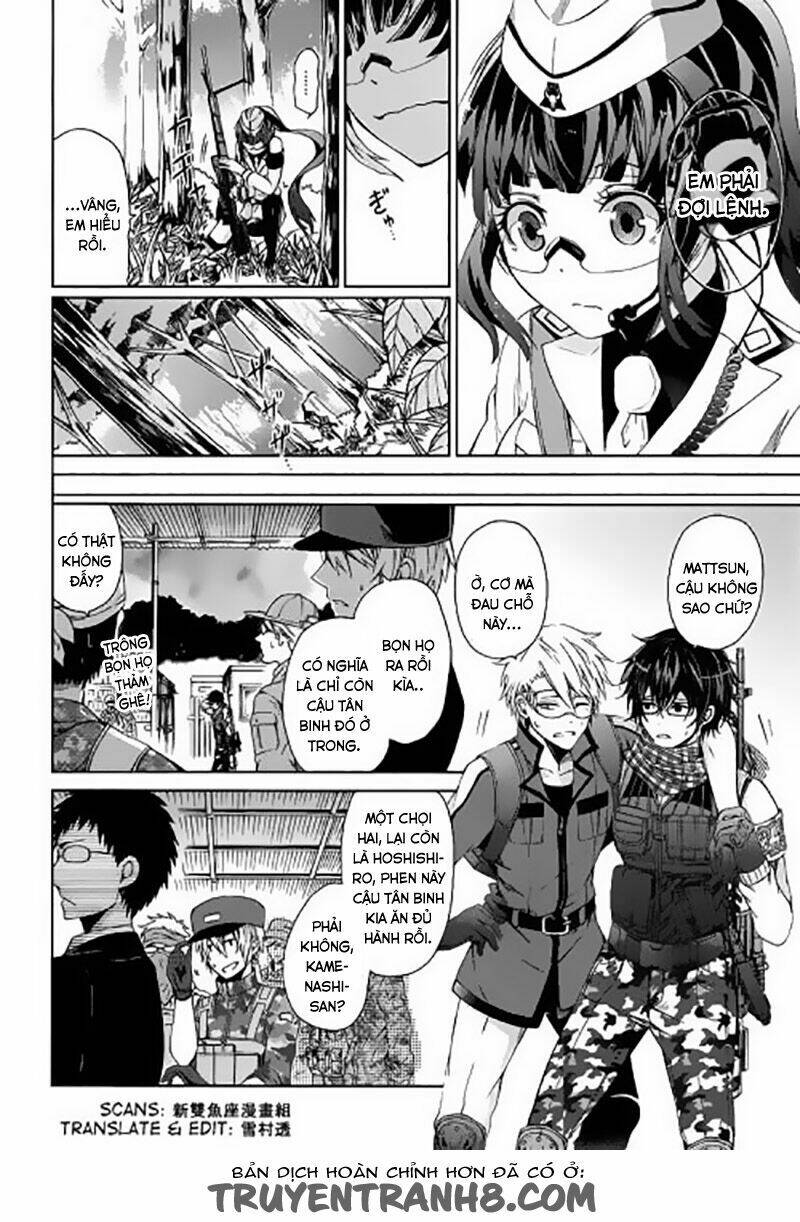 EM PHẢI
ĐỢI LỆNH.
ぎゅ…
........
...VÂNG,
EM HIỂU
RỒI.
MATTSUN,
CẬU KHÔNG
SAO CHỨ?
Ờ, CƠ MÀ
ĐAU CHỖ
NÀY...
BỌN HỌ
RA RỒI
KÌA..
CÓ NGHĨA
LÀ CHỈ CÒN
CẬU TÂN
BINH ĐÓ Ở
TRONG.
CÓ THẬT
KHÔNG
ĐẤY?
TRÔNG
BỌN HỌ
THẢM
GHÊ!
MỘT CHỌI
HAI, LẠI CÒN
LÀ HOSHISHI-
RO, PHEN NÀY
CẬU TÂN BINH
KIA ĂN ĐỦ
HÀNH RỒI.
PHẢI
KHÔNG,
KAME-
NASHI-
SAN?
SCANS: 新雙魚座漫畫組
TRANSLATE & EDIT: 雪村透
BẢN DỊCH HOÀN CHỈNH HƠN ĐÃ CÓ Ở:
TRUYENTRANH8.COM